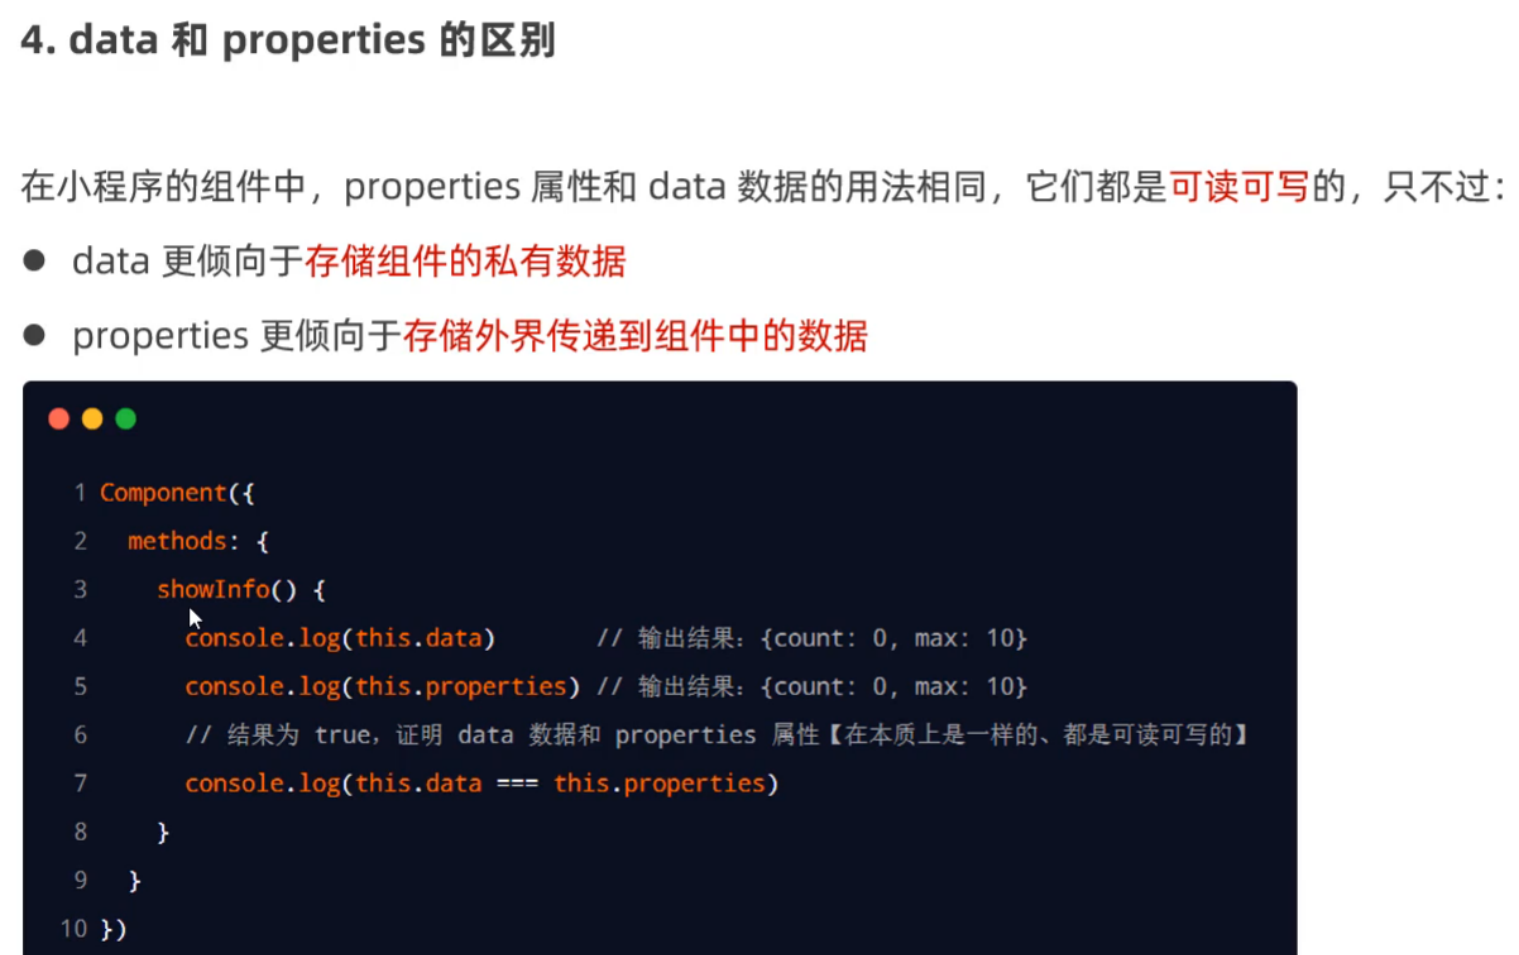 4. data 和 properties 的区别
在小程序的组件中，properties 属性和 data 数据的用法相同，它们都是可读可写的，只不过：
● data 更倾向于存储组件的私有数据
● properties 更倾向于存储外界传递到组件中的数据
1 Component({
2   methods: {
3     showInfo() {
4       console.log(this.data)       // 输出结果：{count: 0, max: 10}
5       console.log(this.properties) // 输出结果：{count: 0, max: 10}
6       // 结果为 true，证明 data 数据和 properties 属性【在本质上是一样的、都是可读可写的】
7       console.log(this.data === this.properties)
8     }
9   }
10 })